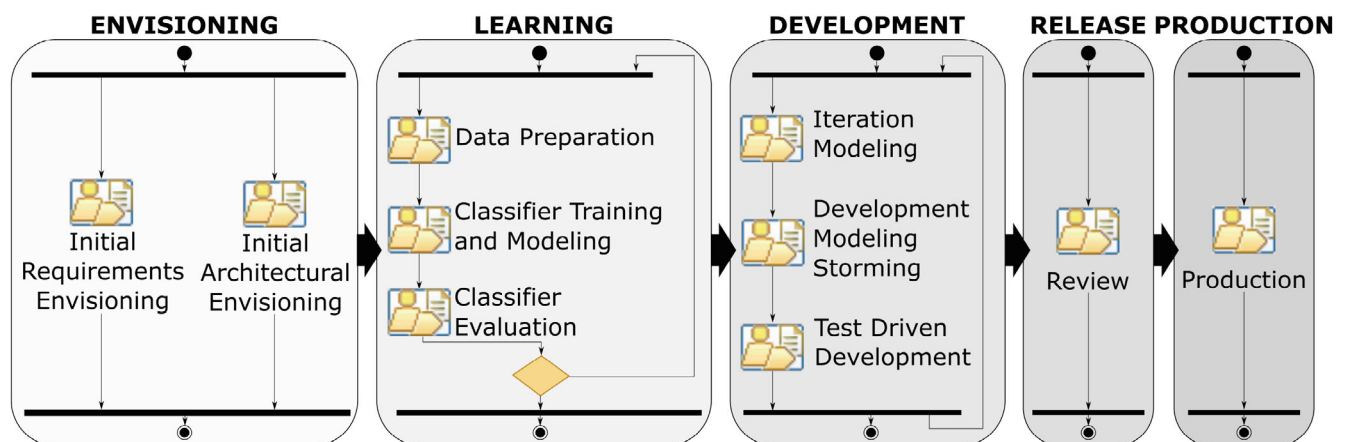 ENVISIONING
LEARNING
DEVELOPMENT
RELEASE
PRODUCTION
Initial
Requirements
Envisioning
Initial
Architectural
Envisioning
Data Preparation
Classifier Training
and Modeling
Classifier
Evaluation
Iteration
Modeling
Development
Modeling
Storming
Test Driven
Development
Review
Production